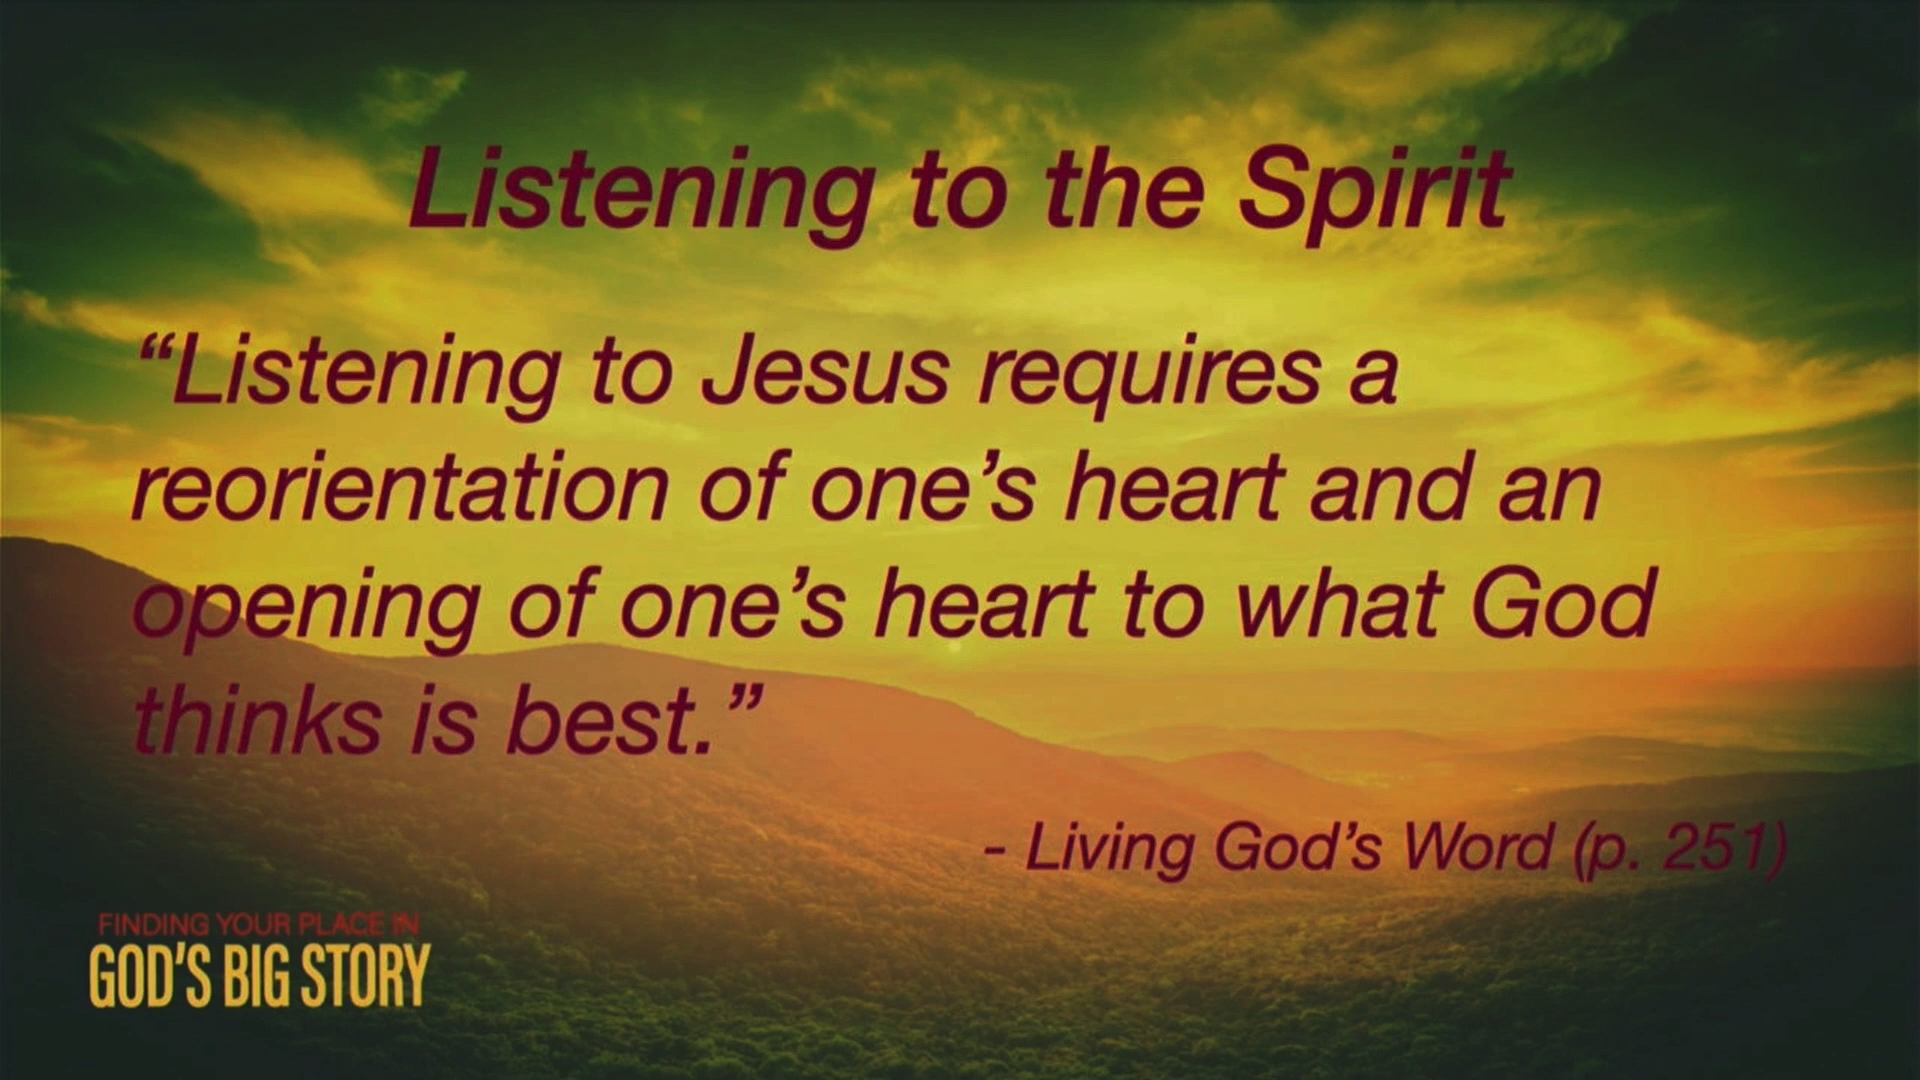 Listening to the Spirit
“Listening to Jesus requires a
reorientation of one’s heart and an
opening of one’s heart to what God
thinks is best.”
- Living God’s Word (p. 251)
FINDING YOUR PLACE IN
GOD’S BIG STORY